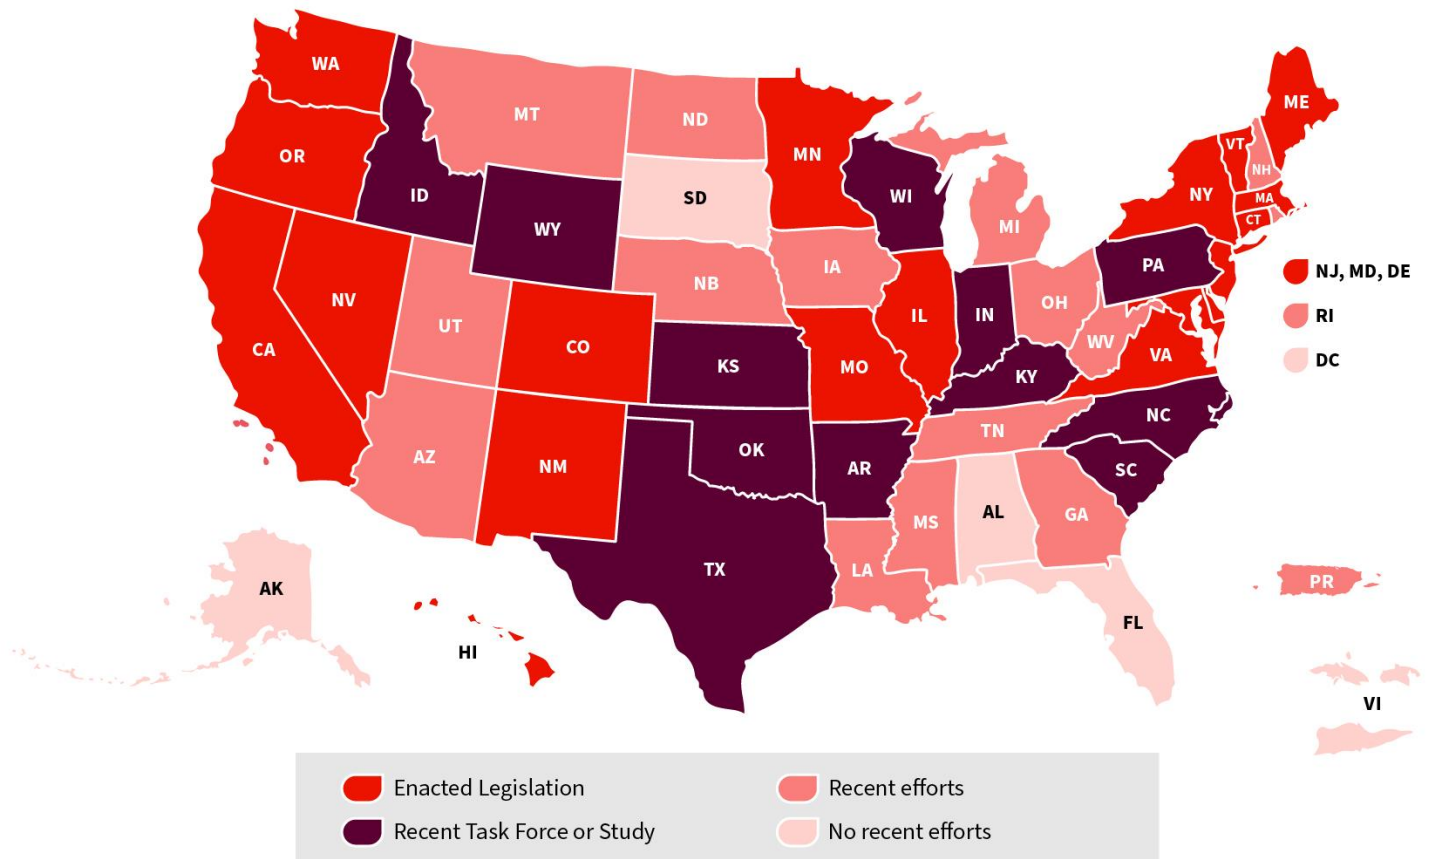 WA
ME
MT
ND
VT
MN
OR
NH
ID
WI
NY
SD
MA
CT
WY
MI
PA
IA
NJ, MD, DE
NB
NV
OH
IL
IN
RI
UT
WV
CO
CA
VA
DC
MO
KS
KY
NC
TN
OK
AZ
NM
AR
SC
AL
GA
MS
TX
LA
PR
AK
FL
HI
VI
Enacted Legislation
Recent efforts
Recent Task Force or Study
No recent efforts